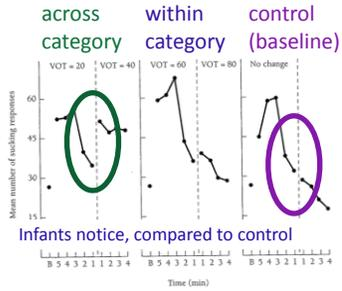 across category
within category
control (baseline)
VOT = 20
VOT = 40
VOT = 60
VOT = 80
No change
Mean number of sucking responses
60
45
30
15
Infants notice, compared to control
B 5 4 3 2 1 1 2 3 4
B 5 4 3 2 1 1 2 3 4
B 5 4 3 2 1 1 2 3 4
Time (min)